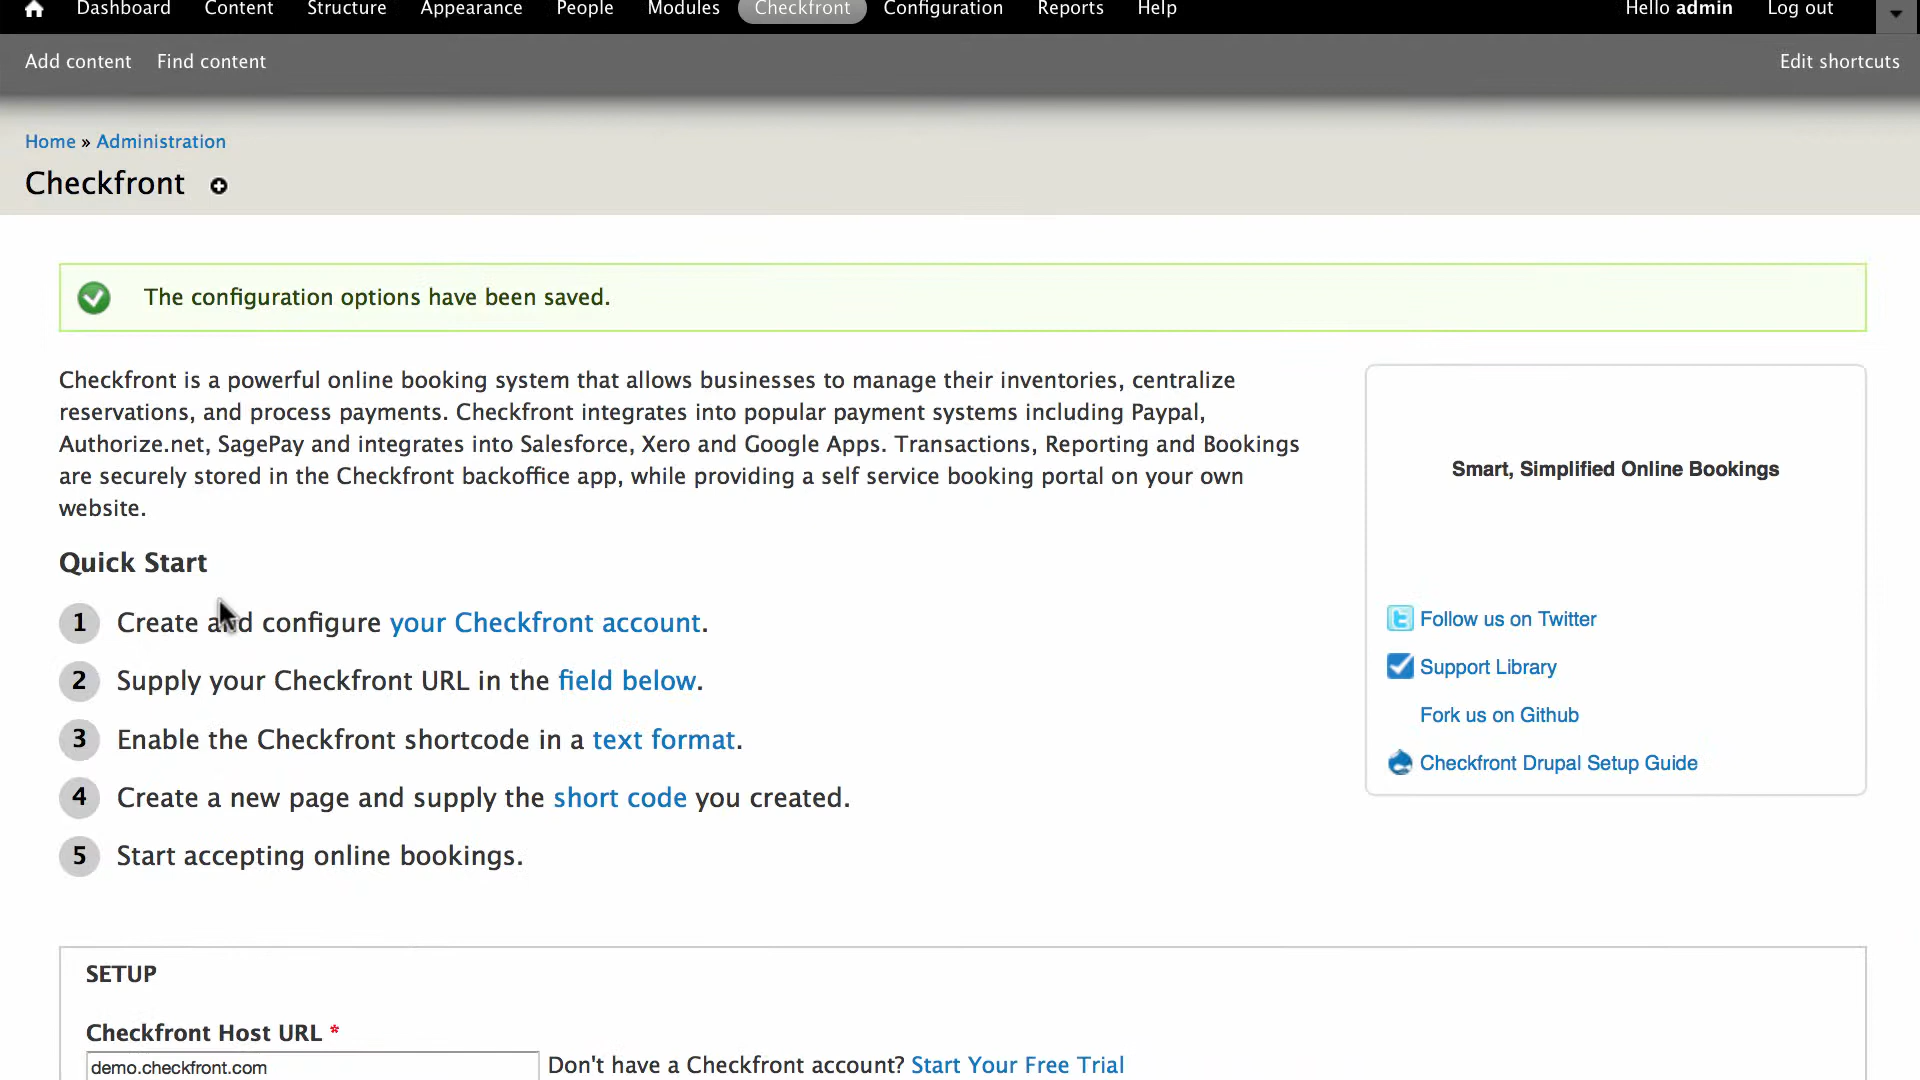 Dashboard Content Structure Appearance People Modules Checkfront Configuration Reports Help Hello admin Log out
Add content Find content Edit shortcuts
Home » Administration
Checkfront
The configuration options have been saved.
Checkfront is a powerful online booking system that allows businesses to manage their inventories, centralize
reservations, and process payments. Checkfront integrates into popular payment systems including Paypal,
Authorize.net, SagePay and integrates into Salesforce, Xero and Google Apps. Transactions, Reporting and Bookings
are securely stored in the Checkfront backoffice app, while providing a self service booking portal on your own
website.
Quick Start
1 Create and configure your Checkfront account.
2 Supply your Checkfront URL in the field below.
3 Enable the Checkfront shortcode in a text format.
4 Create a new page and supply the short code you created.
5 Start accepting online bookings.
Smart, Simplified Online Bookings
Follow us on Twitter
Support Library
Fork us on Github
Checkfront Drupal Setup Guide
SETUP
Checkfront Host URL *
demo.checkfront.com Don't have a Checkfront account? Start Your Free Trial